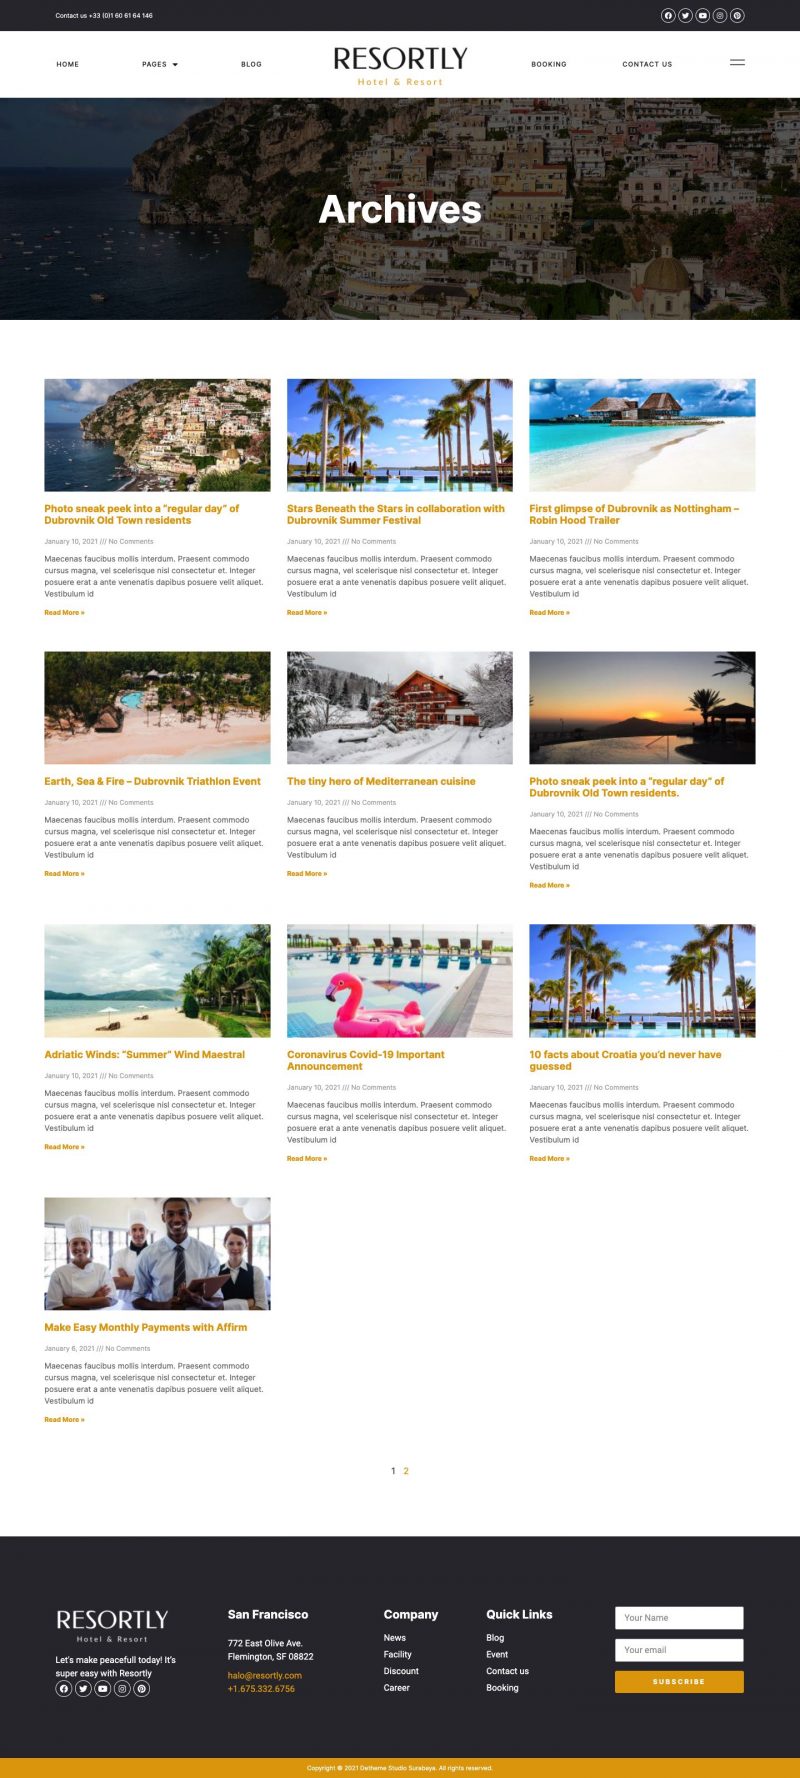 Contact us +33 (0)1 60 61 64 146
HOME
PAGES
BLOG
RESORTLY
Hotel & Resort
BOOKING
CONTACT US
Archives
Photo sneak peek into a “regular day” of
Dubrovnik Old Town residents
January 10, 2021 /// No Comments
Maecenas faucibus mollis interdum. Praesent commodo
cursus magna, vel scelerisque nisl consectetur et. Integer
posuere erat a ante venenatis dapibus posuere velit aliquet.
Vestibulum id
Read More »
Stars Beneath the Stars in collaboration with
Dubrovnik Summer Festival
January 10, 2021 /// No Comments
Maecenas faucibus mollis interdum. Praesent commodo
cursus magna, vel scelerisque nisl consectetur et. Integer
posuere erat a ante venenatis dapibus posuere velit aliquet.
Vestibulum id
Read More »
First glimpse of Dubrovnik as Nottingham –
Robin Hood Trailer
January 10, 2021 /// No Comments
Maecenas faucibus mollis interdum. Praesent commodo
cursus magna, vel scelerisque nisl consectetur et. Integer
posuere erat a ante venenatis dapibus posuere velit aliquet.
Vestibulum id
Read More »
Earth, Sea & Fire – Dubrovnik Triathlon Event
January 10, 2021 /// No Comments
Maecenas faucibus mollis interdum. Praesent commodo
cursus magna, vel scelerisque nisl consectetur et. Integer
posuere erat a ante venenatis dapibus posuere velit aliquet.
Vestibulum id
Read More »
The tiny hero of Mediterranean cuisine
January 10, 2021 /// No Comments
Maecenas faucibus mollis interdum. Praesent commodo
cursus magna, vel scelerisque nisl consectetur et. Integer
posuere erat a ante venenatis dapibus posuere velit aliquet.
Vestibulum id
Read More »
Photo sneak peek into a “regular day” of
Dubrovnik Old Town residents.
January 10, 2021 /// No Comments
Maecenas faucibus mollis interdum. Praesent commodo
cursus magna, vel scelerisque nisl consectetur et. Integer
posuere erat a ante venenatis dapibus posuere velit aliquet.
Vestibulum id
Read More »
Adriatic Winds: “Summer” Wind Maestral
January 10, 2021 /// No Comments
Maecenas faucibus mollis interdum. Praesent commodo
cursus magna, vel scelerisque nisl consectetur et. Integer
posuere erat a ante venenatis dapibus posuere velit aliquet.
Vestibulum id
Read More »
Coronavirus Covid-19 Important
Announcement
January 10, 2021 /// No Comments
Maecenas faucibus mollis interdum. Praesent commodo
cursus magna, vel scelerisque nisl consectetur et. Integer
posuere erat a ante venenatis dapibus posuere velit aliquet.
Vestibulum id
Read More »
10 facts about Croatia you’d never have
guessed
January 10, 2021 /// No Comments
Maecenas faucibus mollis interdum. Praesent commodo
cursus magna, vel scelerisque nisl consectetur et. Integer
posuere erat a ante venenatis dapibus posuere velit aliquet.
Vestibulum id
Read More »
Make Easy Monthly Payments with Affirm
January 6, 2021 /// No Comments
Maecenas faucibus mollis interdum. Praesent commodo
cursus magna, vel scelerisque nisl consectetur et. Integer
posuere erat a ante venenatis dapibus posuere velit aliquet.
Vestibulum id
Read More »
1 2
RESORTLY
Hotel & Resort
Let's make peacefull today! It's
super easy with Resortly
San Francisco
772 East Olive Ave.
Flemington, SF 08822
halo@resortly.com
+1.675.332.6756
Company
News
Facility
Discount
Career
Quick Links
Blog
Event
Contact us
Booking
Your Name
Your email
SUBSCRIBE
Copyright © 2021 Detheme Studio Surabaya. All rights reserved.